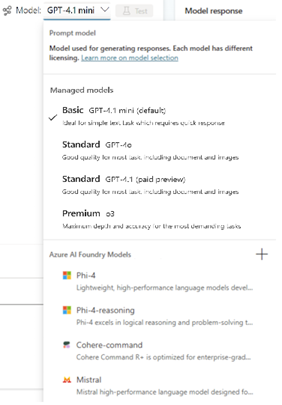 Model: GPT-4.1 mini Test Model response
Prompt model
Model used for generating responses. Each model has different
licensing. Learn more on model selection
Managed models
Basic GPT-4.1 mini (default)
Ideal for simple text task which requires quick response
Standard GPT-4o
Good quality for most task, including document and images
Standard GPT-4.1 (paid preview)
Good quality for most task, including document and images
Premium o3
Maximum depth and accuracy for the most demanding tasks
Azure AI Foundry Models
Phi-4
Lightweight, high-performance language models devel...
Phi-4-reasoning
Phi-4 excels in logical reasoning and problem-solving t...
Cohere-command
Cohere Command R+ is optimized for enterprise-grad...
Mistral
Mistral high-performance language model designed fo...